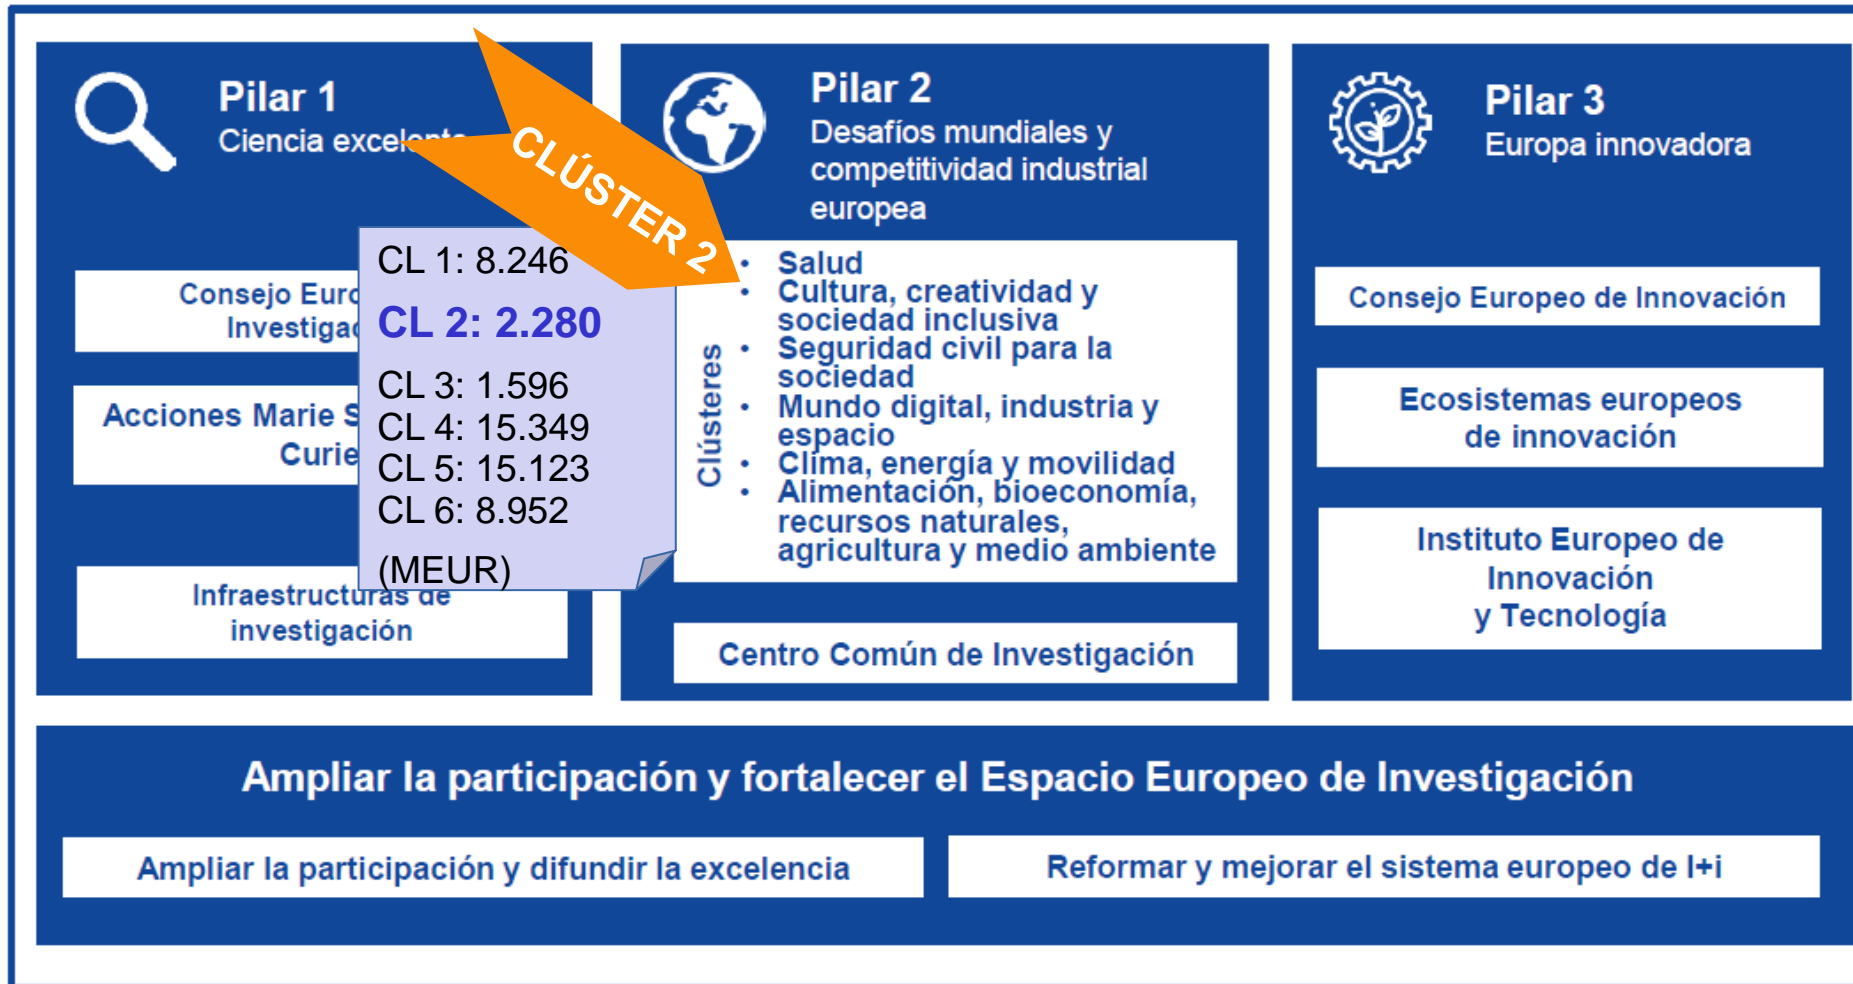 Pilar 1
Ciencia excelente
CLÚSTER 2
CL 1: 8.246
CL 2: 2.280
CL 3: 1.596
CL 4: 15.349
CL 5: 15.123
CL 6: 8.952
(MEUR)
Consejo Euro
Investigac
Acciones Marie S
Curie
Infraestructuras de
investigación
Pilar 2
Desafíos mundiales y
competitividad industrial
europea
Clústeres
• Salud
• Cultura, creatividad y
sociedad inclusiva
• Seguridad civil para la
sociedad
• Mundo digital, industria y
espacio
• Clima, energía y movilidad
• Alimentación, bioeconomía,
recursos naturales,
agricultura y medio ambiente
Centro Común de Investigación
Pilar 3
Europa innovadora
Consejo Europeo de Innovación
Ecosistemas europeos
de innovación
Instituto Europeo de
Innovación
y Tecnología
Ampliar la participación y fortalecer el Espacio Europeo de Investigación
Ampliar la participación y difundir la excelencia
Reformar y mejorar el sistema europeo de I+i